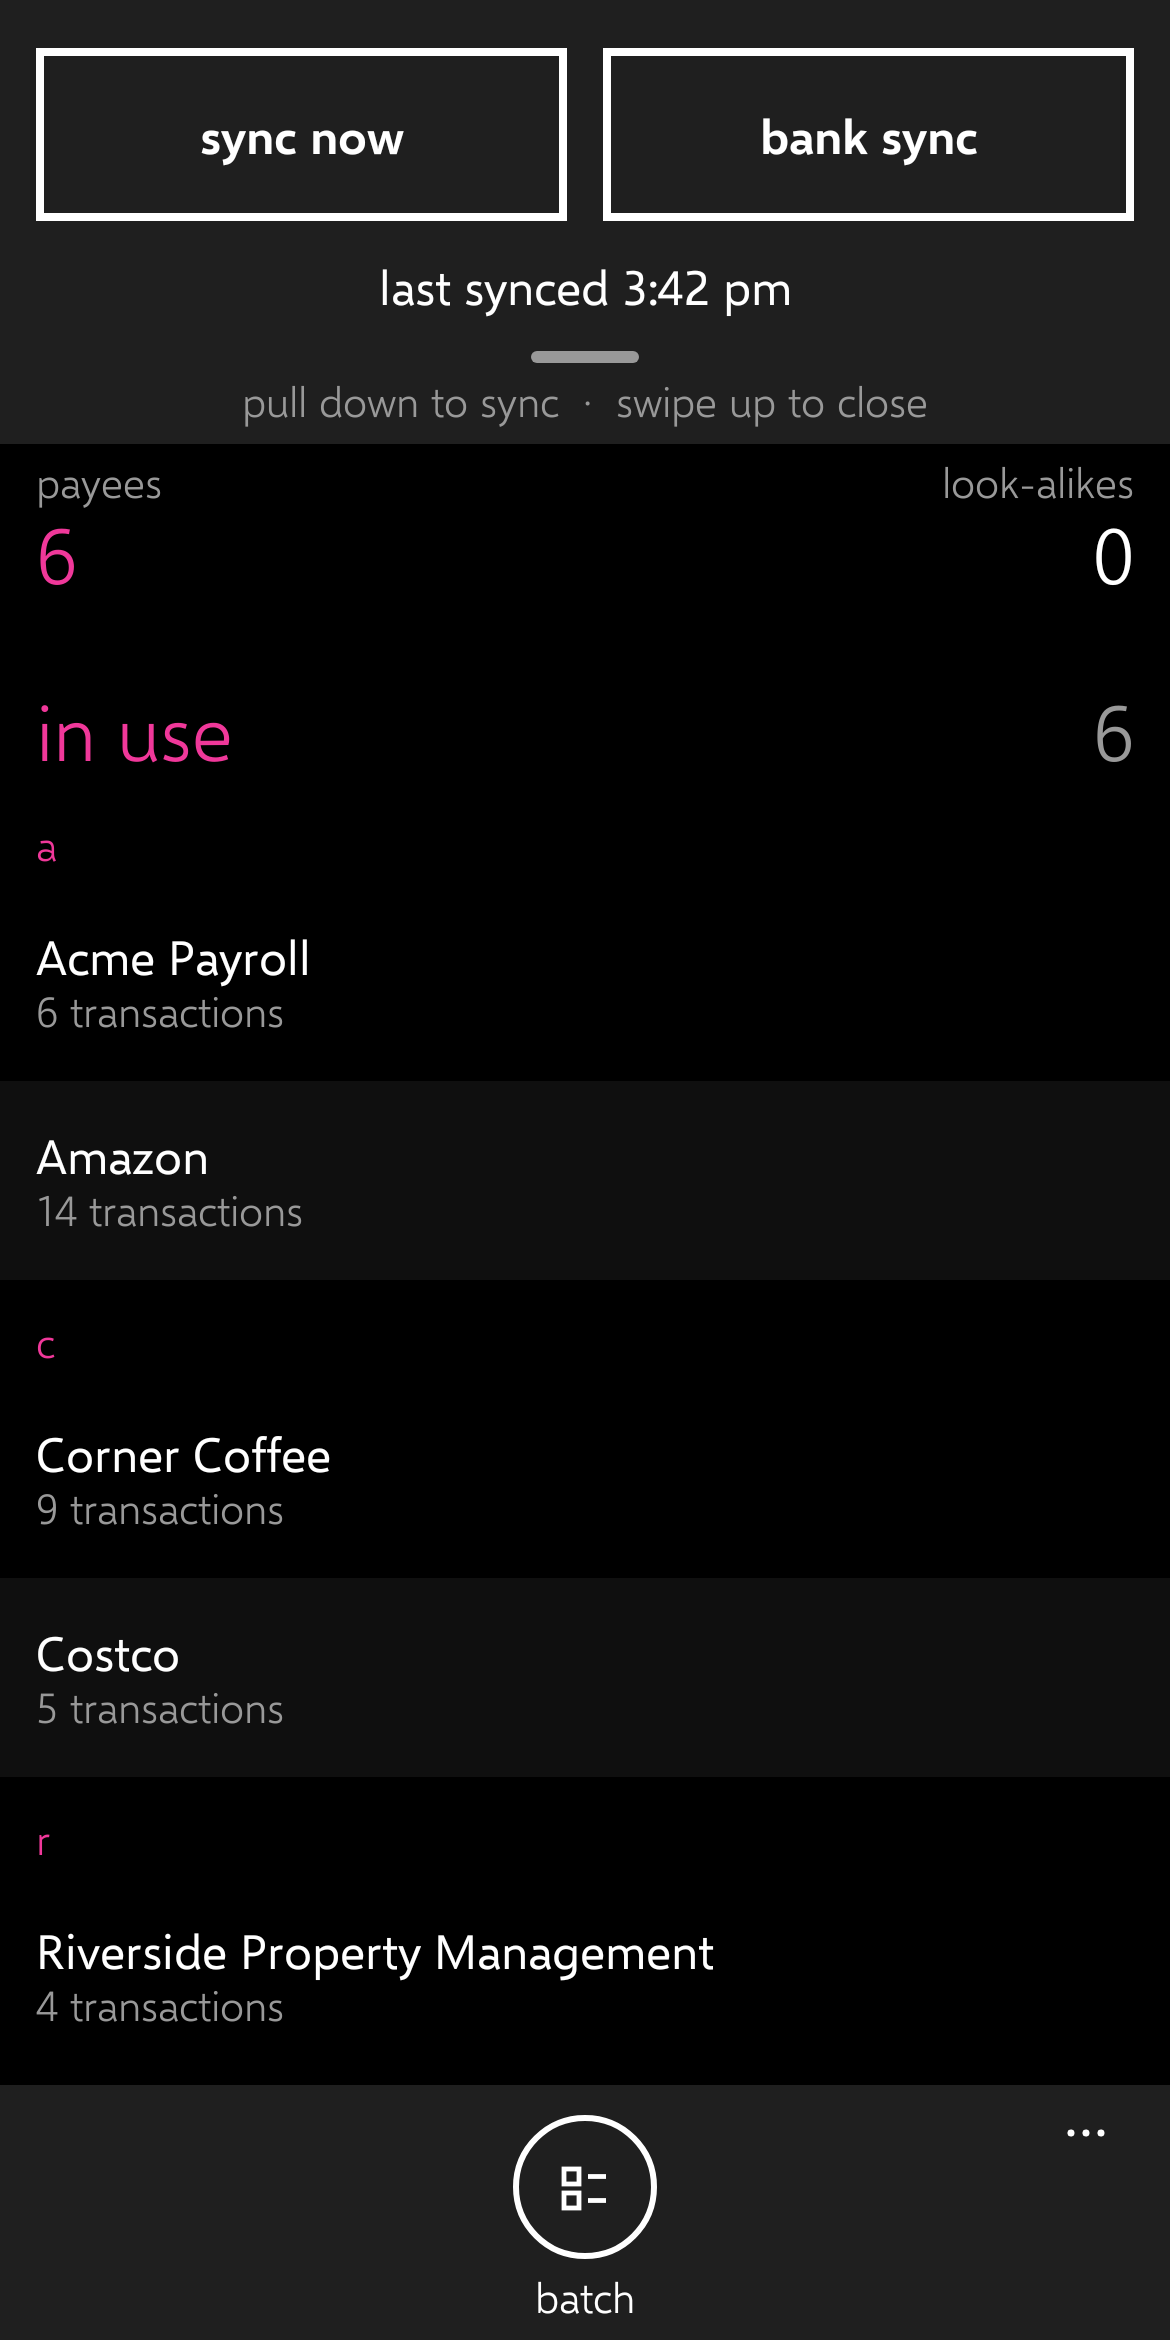 sync now
bank sync
last synced 3:42 pm
pull down to sync · swipe up to close
payees
look-alikes
6
0
in use
6
a
Acme Payroll
6 transactions
Amazon
14 transactions
c
Corner Coffee
9 transactions
Costco
5 transactions
r
Riverside Property Management
4 transactions
batch